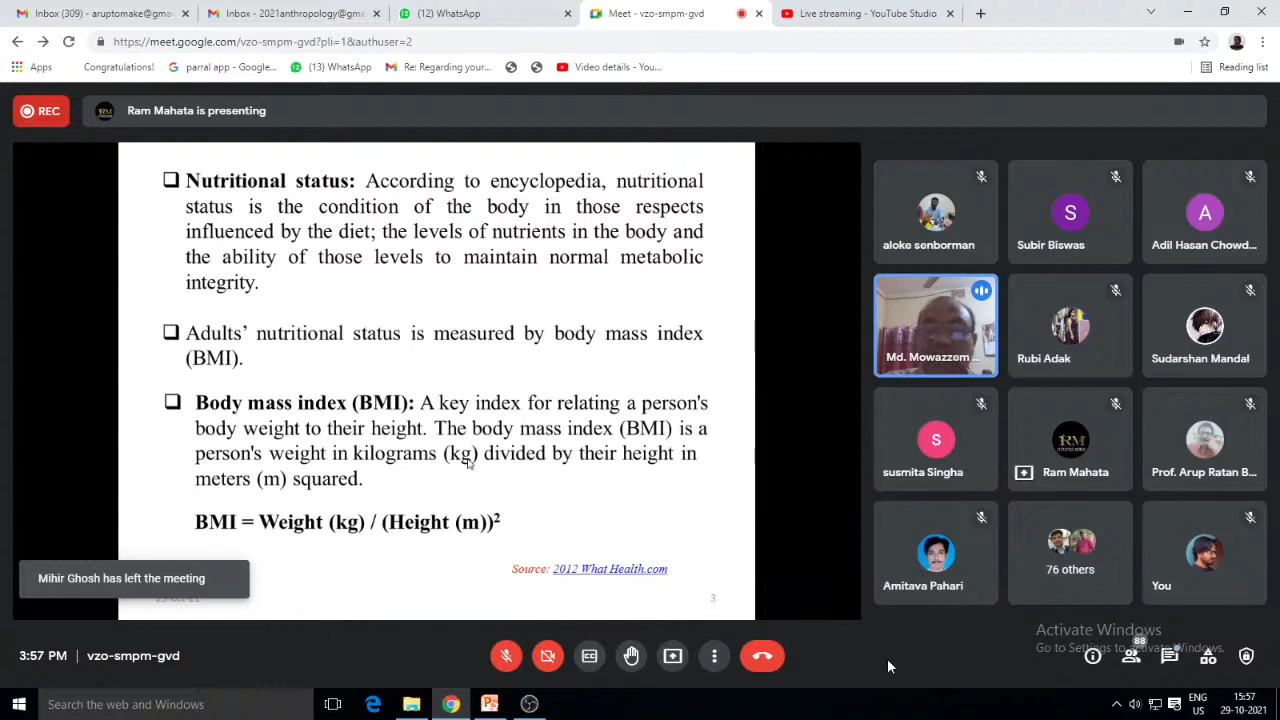 Inbox (309) - aruptomake@gmai
Inbox - 2021anthropology@gm
(12) WhatsApp
Meet - vzo-smpm-gvd
Live streaming - YouTube Studio
https://meet.google.com/vzo-smpm-gvd?pli=1&authuser=2
Apps
Congratulations!
parral app - Google...
(13) WhatsApp
Re: Regarding your...
Video details - You...
Reading list
REC
RM
Ram Mahata is presenting
Nutritional status: According to encyclopedia, nutritional
status is the condition of the body in those respects
influenced by the diet; the levels of nutrients in the body and
the ability of those levels to maintain normal metabolic
integrity.
Adults’ nutritional status is measured by body mass index
(BMI).
Body mass index (BMI): A key index for relating a person's
body weight to their height. The body mass index (BMI) is a
person's weight in kilograms (kg) divided by their height in
meters (m) squared.
BMI = Weight (kg) / (Height (m))²
Source: 2012 What Health.com
3
Mihir Ghosh has left the meeting
aloke senborman
S
Subir Biswas
A
Adil Hasan Chowd...
Md. Mowazzem ...
Rubi Adak
Sudarshan Mandal
S
susmita Singha
RM
Ram Mahata
Prof. Arup Ratan B...
Amitava Pahari
76 others
You
Activate Windows
Go to Settings to activate Windows.
3:57 PM | vzo-smpm-gvd
88
Search the web and Windows
ENG
US
15:57
29-10-2021